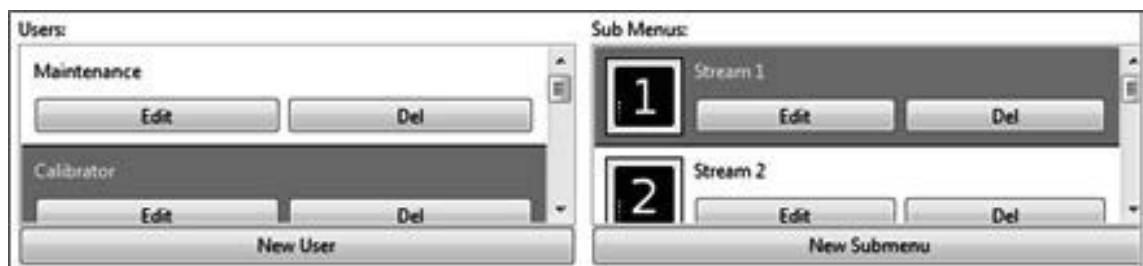 Users:
Maintenance
Edit Del
Calibrator
Edit Del
New User
Sub Menus:
1
Stream 1
Edit Del
2
Stream 2
Edit Del
New Submenu